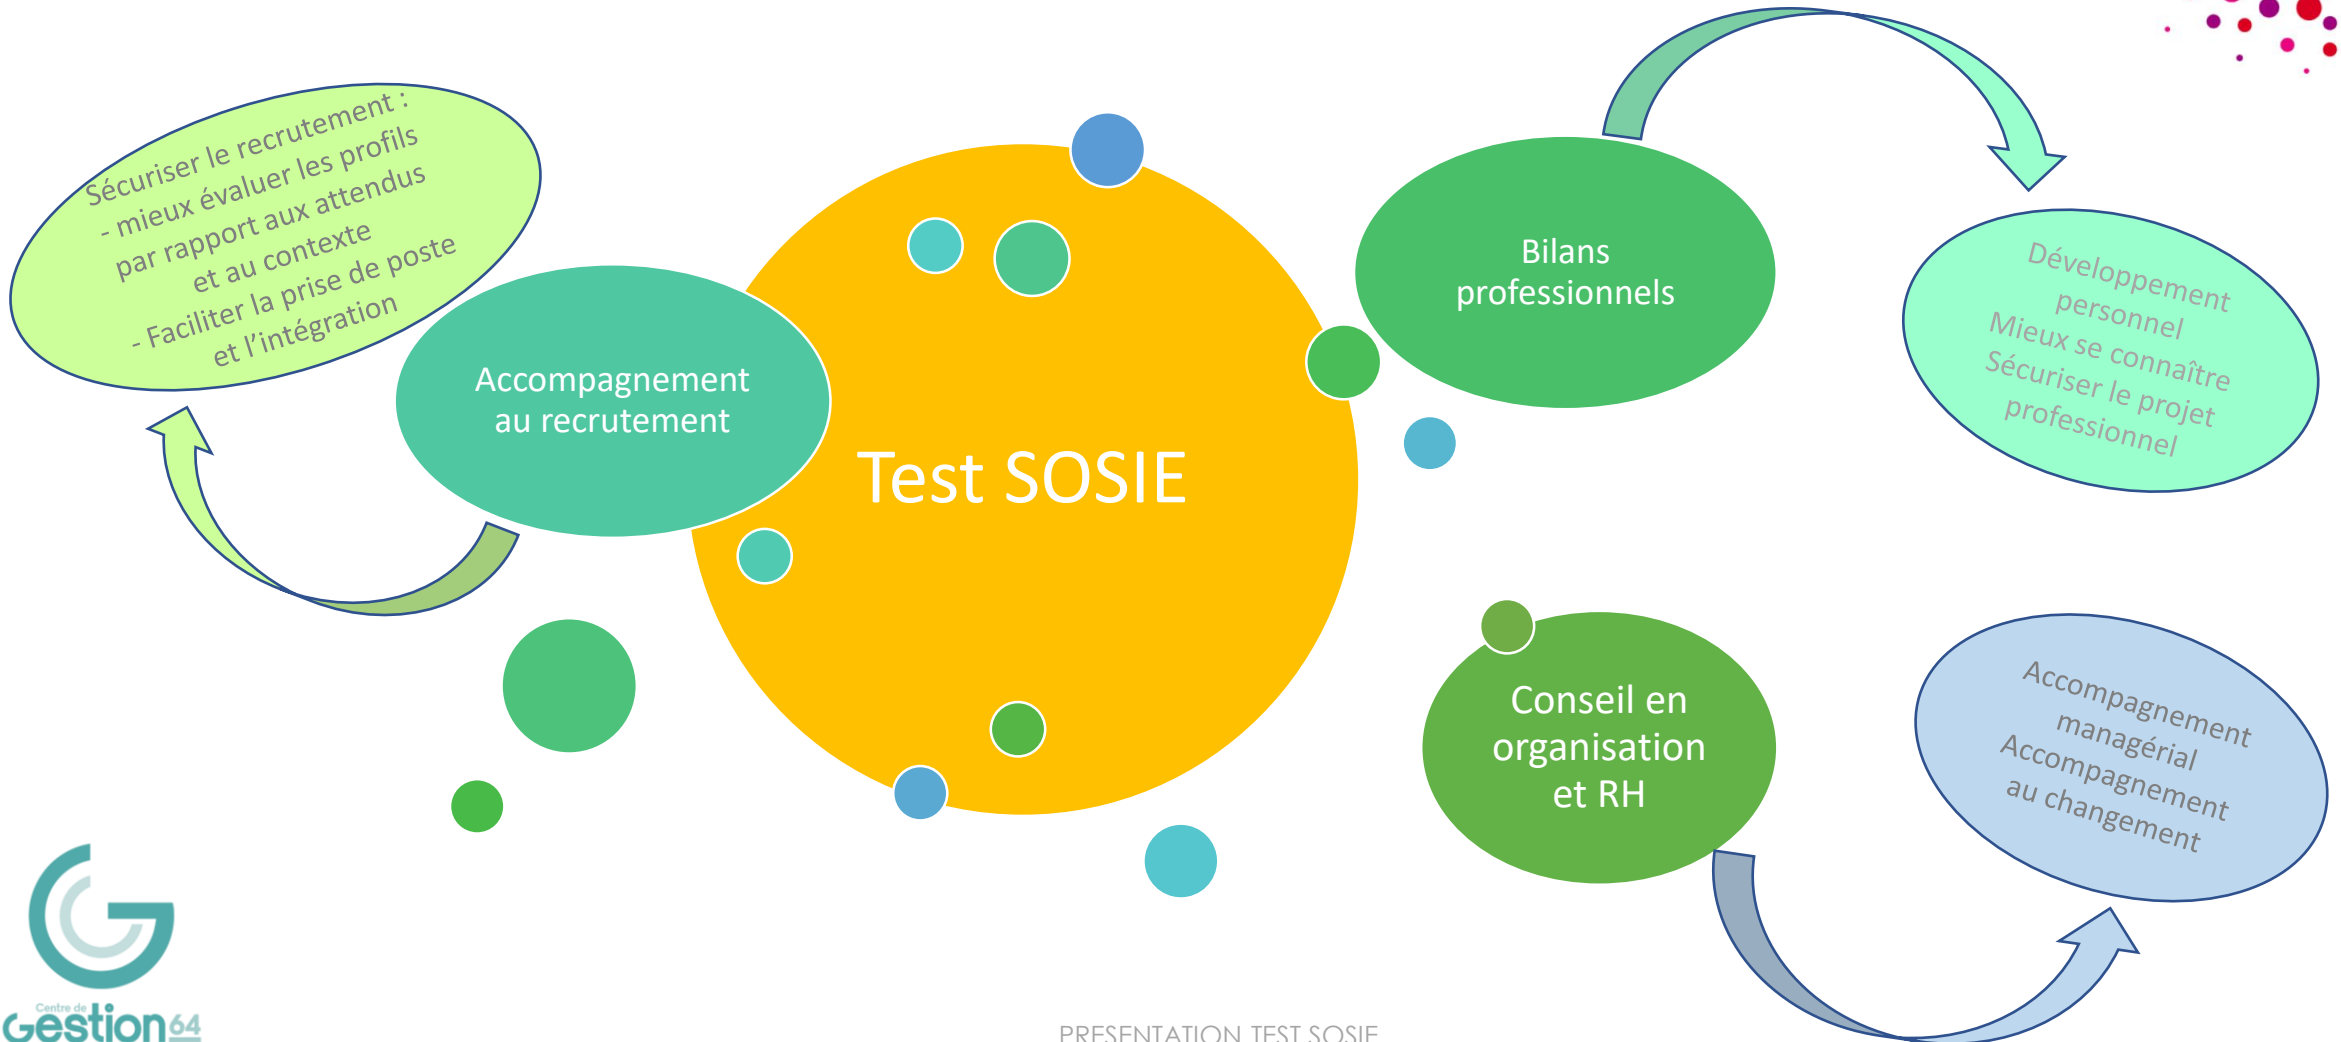 Sécuriser le recrutement :
- mieux évaluer les profils
par rapport aux attendus
et au contexte
- Faciliter la prise de poste
et l’intégration
Accompagnement
au recrutement
Test SOSIE
Bilans
professionnels
Développement
personnel
Mieux se connaître
Sécuriser le projet
professionnel
Conseil en
organisation
et RH
Accompagnement
managérial
Accompagnement
au changement
Centre de
Gestion 64
PRESENTATION TEST SOSIE